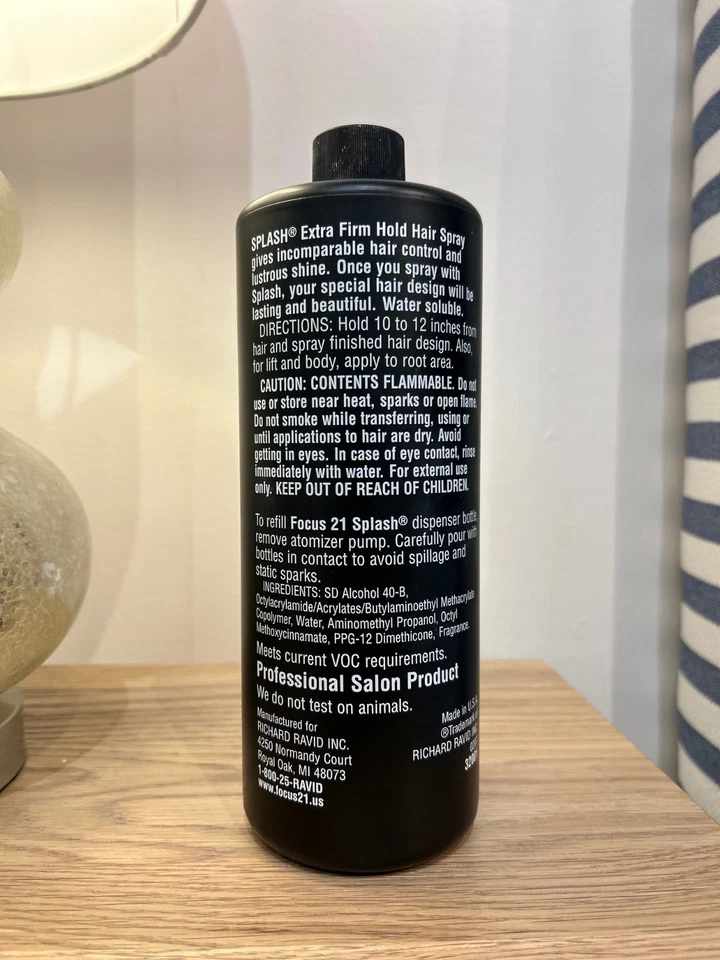 SPLASH® Extra Firm Hold Hair Spray
gives incomparable hair control and
lustrous shine. Once you spray with
Splash, your special hair design will be
lasting and beautiful. Water soluble.
DIRECTIONS: Hold 10 to 12 inches from
hair and spray finished hair design. Also,
for lift and body, apply to root area.
CAUTION: CONTENTS FLAMMABLE. Do not
use or store near heat, sparks or open flame.
Do not smoke while transferring, using or
until applications to hair are dry. Avoid
getting in eyes. In case of eye contact, rinse
immediately with water. For external use
only. KEEP OUT OF REACH OF CHILDREN.
To refill Focus 21 Splash® dispenser bottle,
remove atomizer pump. Carefully pour with
bottles in contact to avoid spillage and
static sparks.
INGREDIENTS: SD Alcohol 40-B,
Octylacrylamide/Acrylates/Butylaminoethyl Methacrylate
Copolymer, Water, Aminomethyl Propanol, Octyl
Methoxycinnamate, PPG-12 Dimethicone, Fragrance.
Meets current VOC requirements.
Professional Salon Product
We do not test on animals.
Manufactured for
RICHARD RAVID INC.
4250 Normandy Court
Royal Oak, MI 48073
1-800-25-RAVID
www.focus21.us
Made in U.S.A.
®Trademark
RICHARD RAVID INC.